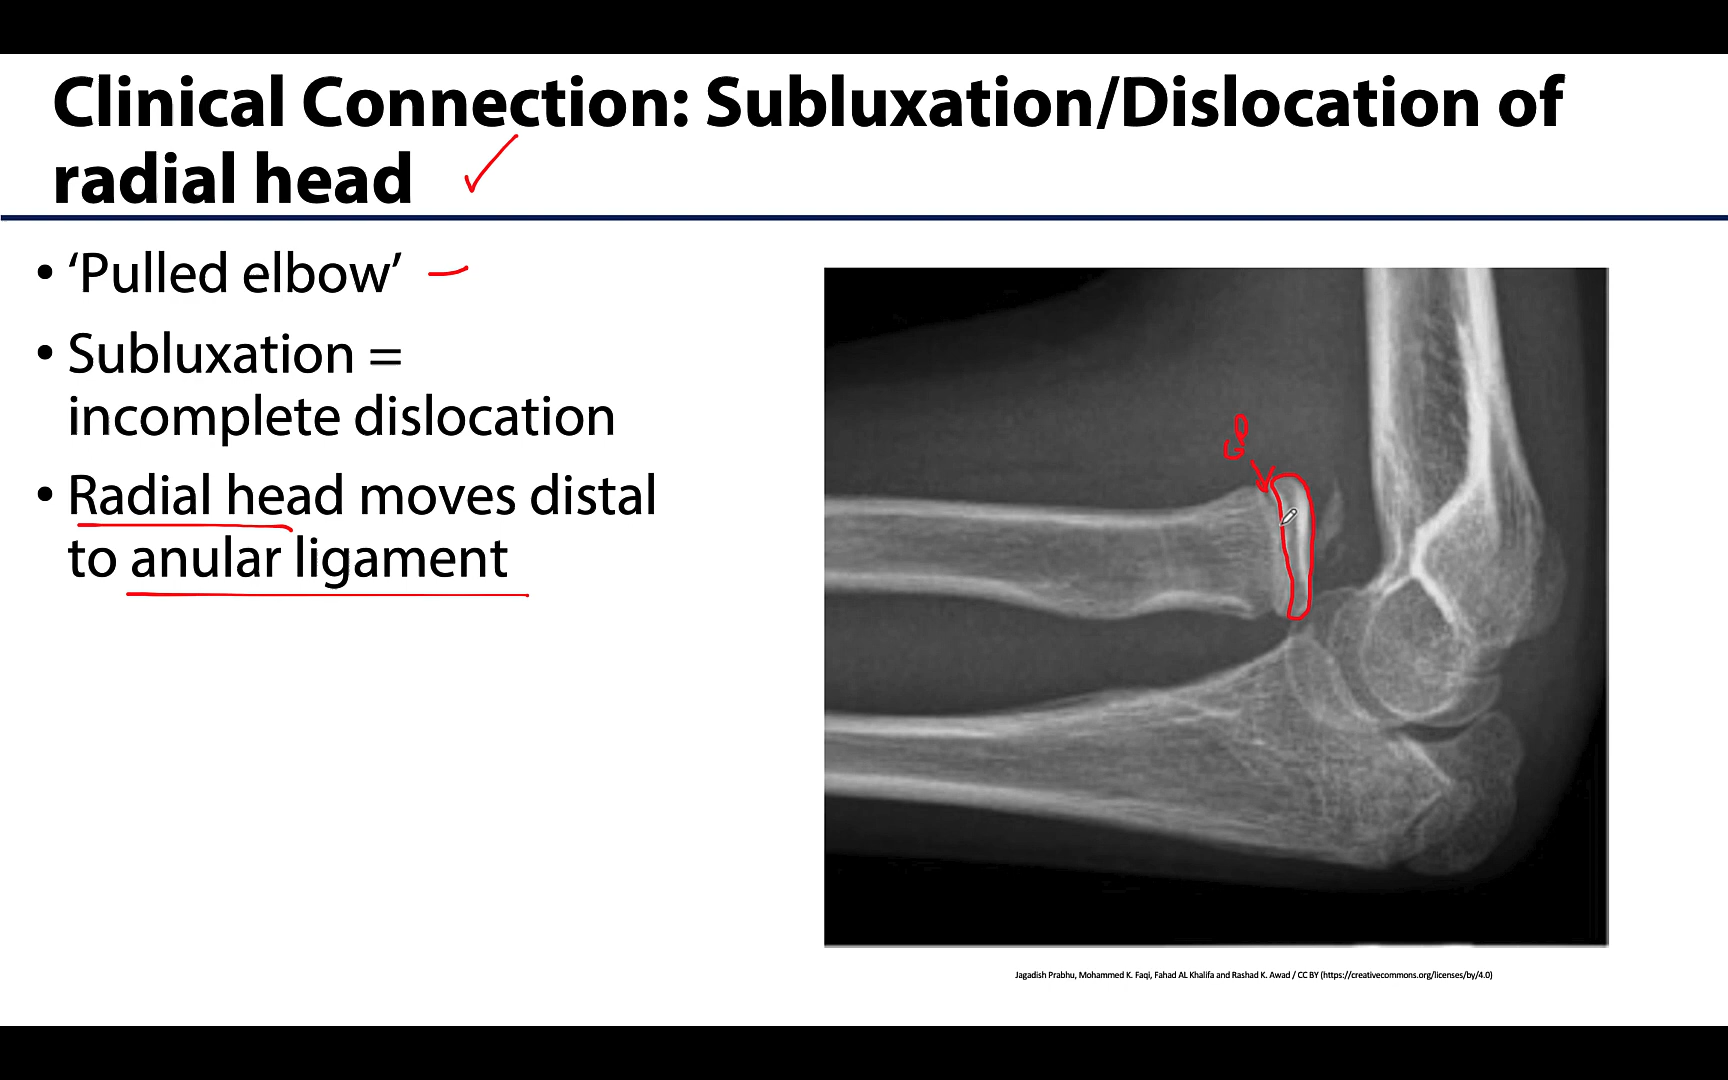 Clinical Connection: Subluxation/Dislocation of
radial head
• ‘Pulled elbow’
• Subluxation =
incomplete dislocation
• Radial head moves distal
to anular ligament
Jagadish Prabhu, Mohammed K. Faqi, Fahad AL Khalifa and Rashad K. Awad / CC BY (https://creativecommons.org/licenses/by/4.0)